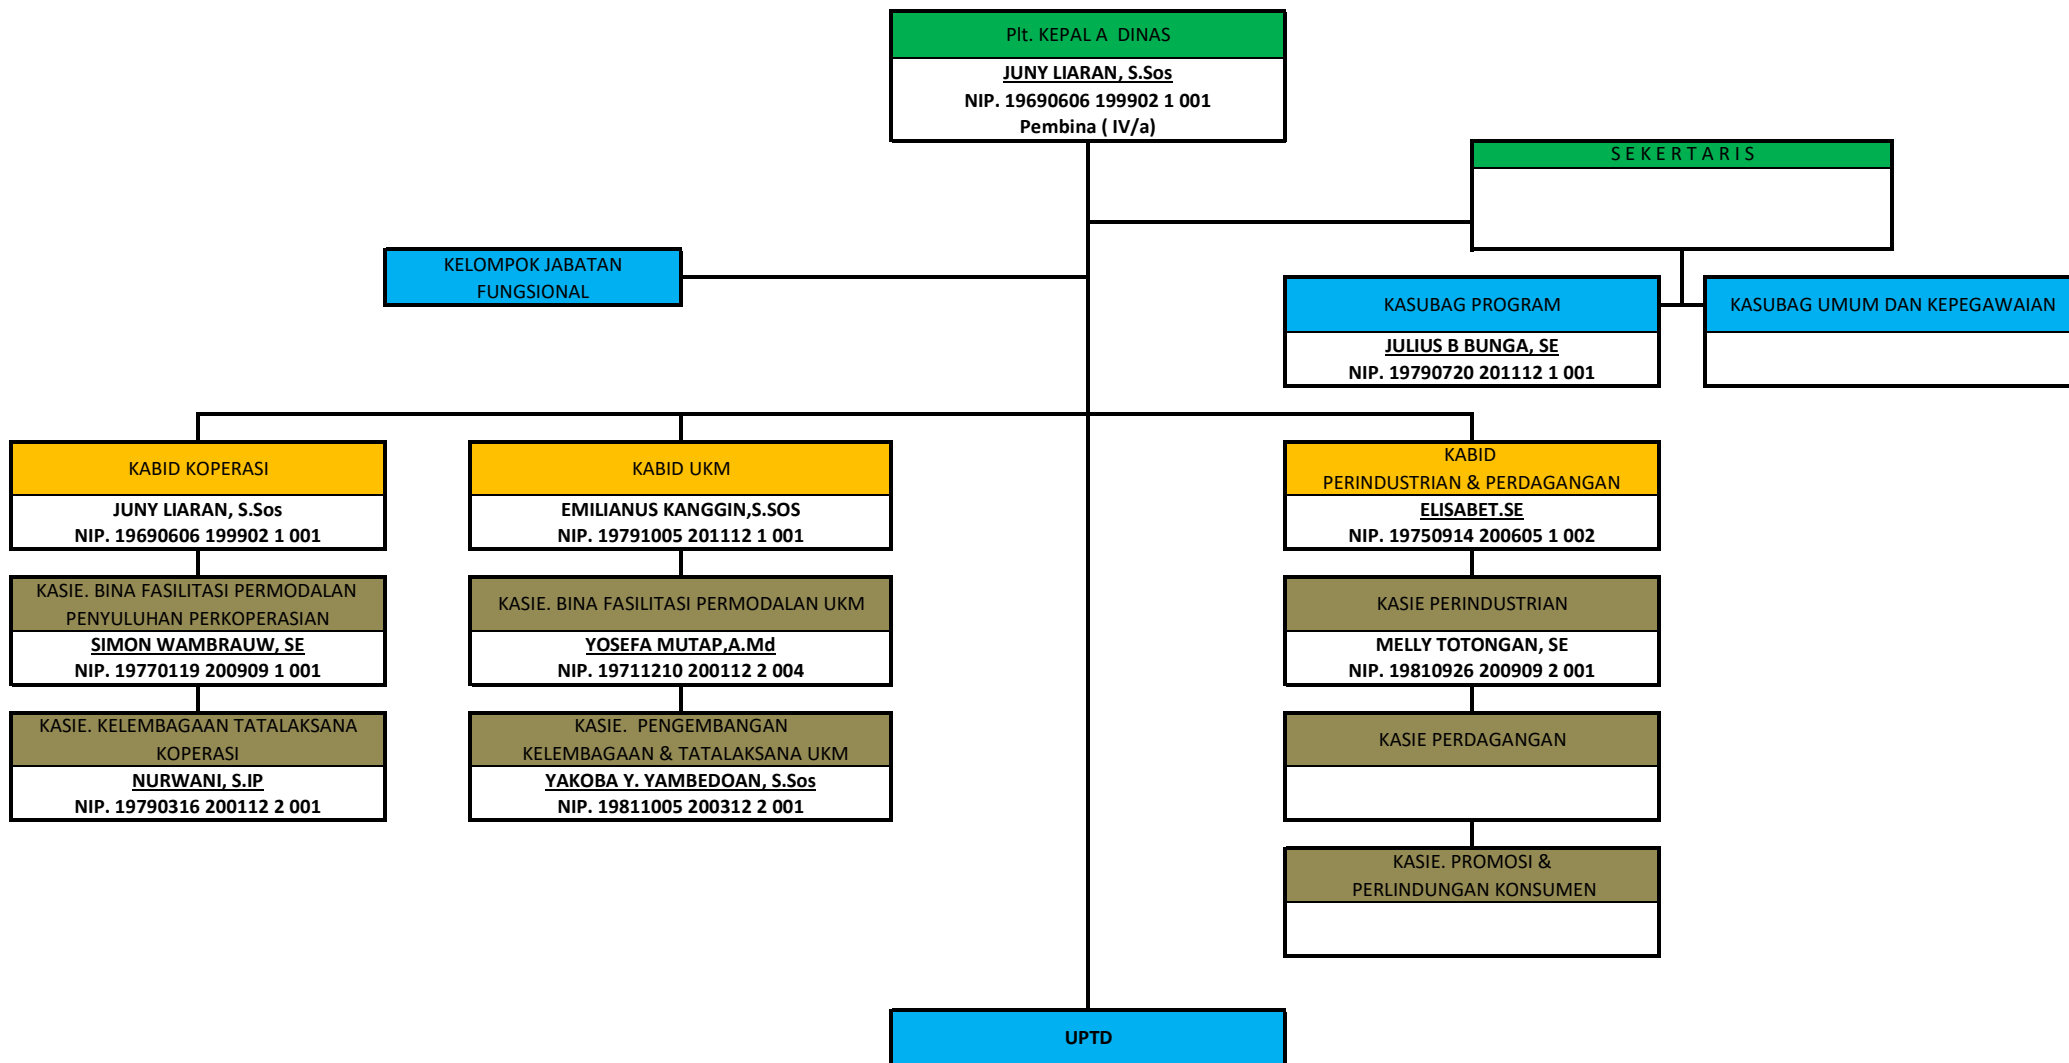 Plt. KEPAL A  DINAS
JUNY LIARAN, S.Sos
NIP. 19690606 199902 1 001
Pembina ( IV/a)
S E K E R T A R I S
KELOMPOK JABATAN
FUNGSIONAL
KASUBAG PROGRAM
JULIUS B BUNGA, SE
NIP. 19790720 201112 1 001
KASUBAG UMUM DAN KEPEGAWAIAN
KABID KOPERASI
JUNY LIARAN, S.Sos
NIP. 19690606 199902 1 001
KASIE. BINA FASILITASI PERMODALAN
PENYULUHAN PERKOPERASIAN
SIMON WAMBRAUW, SE
NIP. 19770119 200909 1 001
KASIE. KELEMBAGAAN TATALAKSANA
KOPERASI
NURWANI, S.IP
NIP. 19790316 200112 2 001
KABID UKM
EMILIANUS KANGGIN,S.SOS
NIP. 19791005 201112 1 001
KASIE. BINA FASILITASI PERMODALAN UKM
YOSEFA MUTAP,A.Md
NIP. 19711210 200112 2 004
KASIE.  PENGEMBANGAN
KELEMBAGAAN & TATALAKSANA UKM
YAKOBA Y. YAMBEDOAN, S.Sos
NIP. 19811005 200312 2 001
KABID
PERINDUSTRIAN & PERDAGANGAN
ELISABET.SE
NIP. 19750914 200605 1 002
KASIE PERINDUSTRIAN
MELLY TOTONGAN, SE
NIP. 19810926 200909 2 001
KASIE PERDAGANGAN
KASIE. PROMOSI &
PERLINDUNGAN KONSUMEN
UPTD